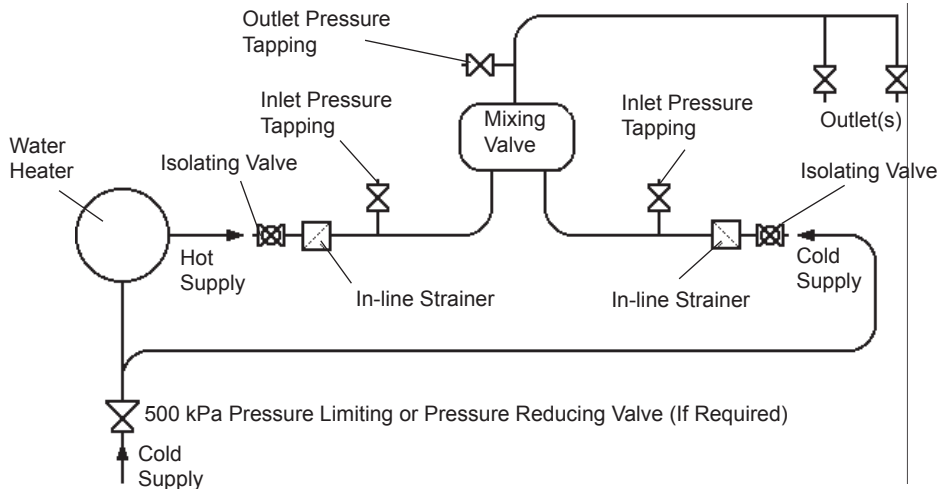 Outlet Pressure
Tapping
Inlet Pressure
Tapping
Mixing
Valve
Inlet Pressure
Tapping
Outlet(s)
Water
Heater
Isolating Valve
Isolating Valve
Hot
Supply
In-line Strainer
In-line Strainer
Cold
Supply
500 kPa Pressure Limiting or Pressure Reducing Valve (If Required)
Cold
Supply